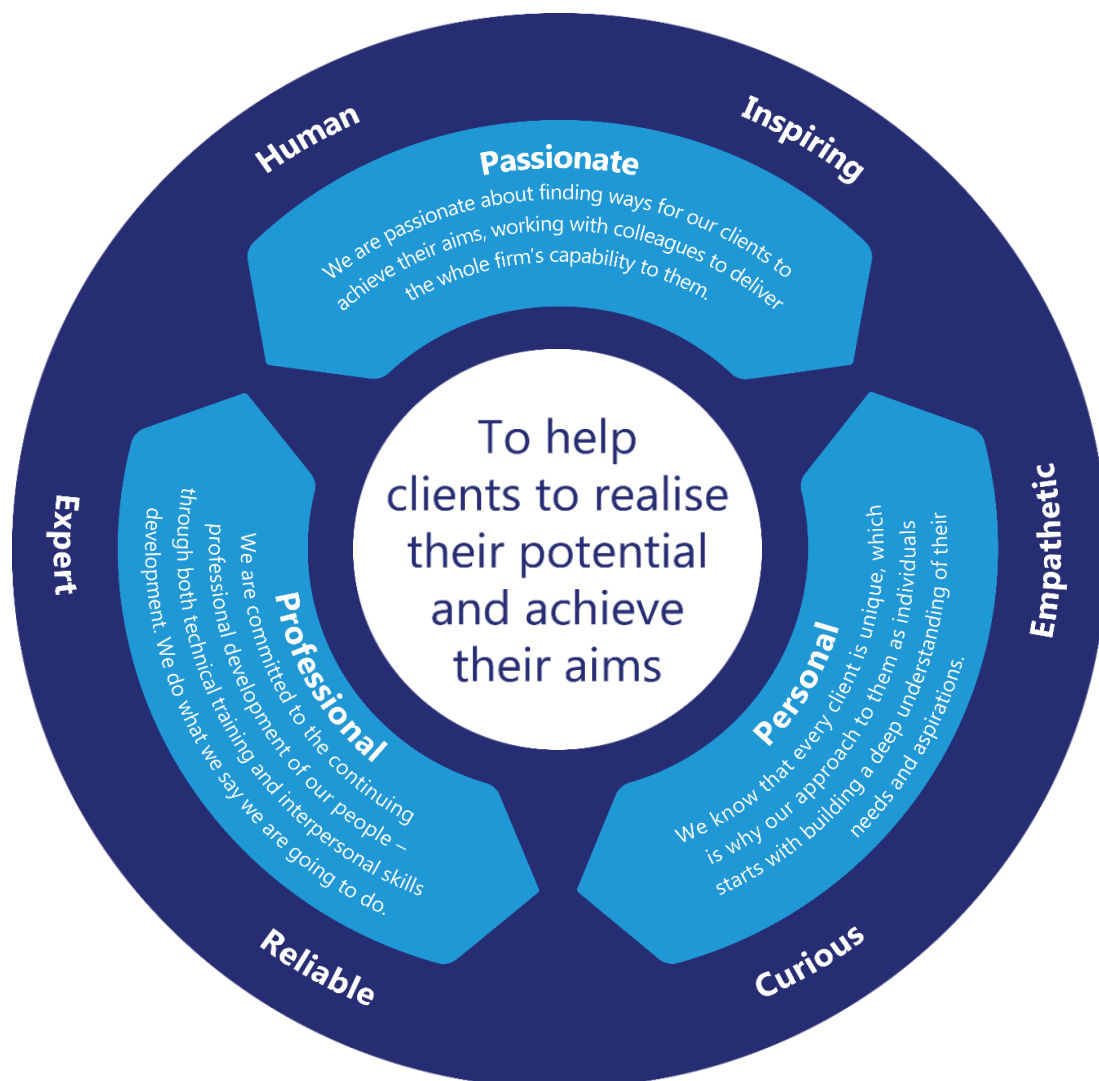 Human
Inspiring
Passionate
We are passionate about finding ways for our clients to
achieve their aims, working with colleagues to deliver
the whole firm's capability to them.
To help
clients to realise
their potential
and achieve
their aims
Expert
Professional
We are committed to the continuing
professional development of our people –
through both technical training and interpersonal skills
development. We do what we say we are going to do.
Reliable
Empathetic
Personal
We know that every client is unique, which
is why our approach to them as individuals
starts with building a deep understanding of their
needs and aspirations.
Curious